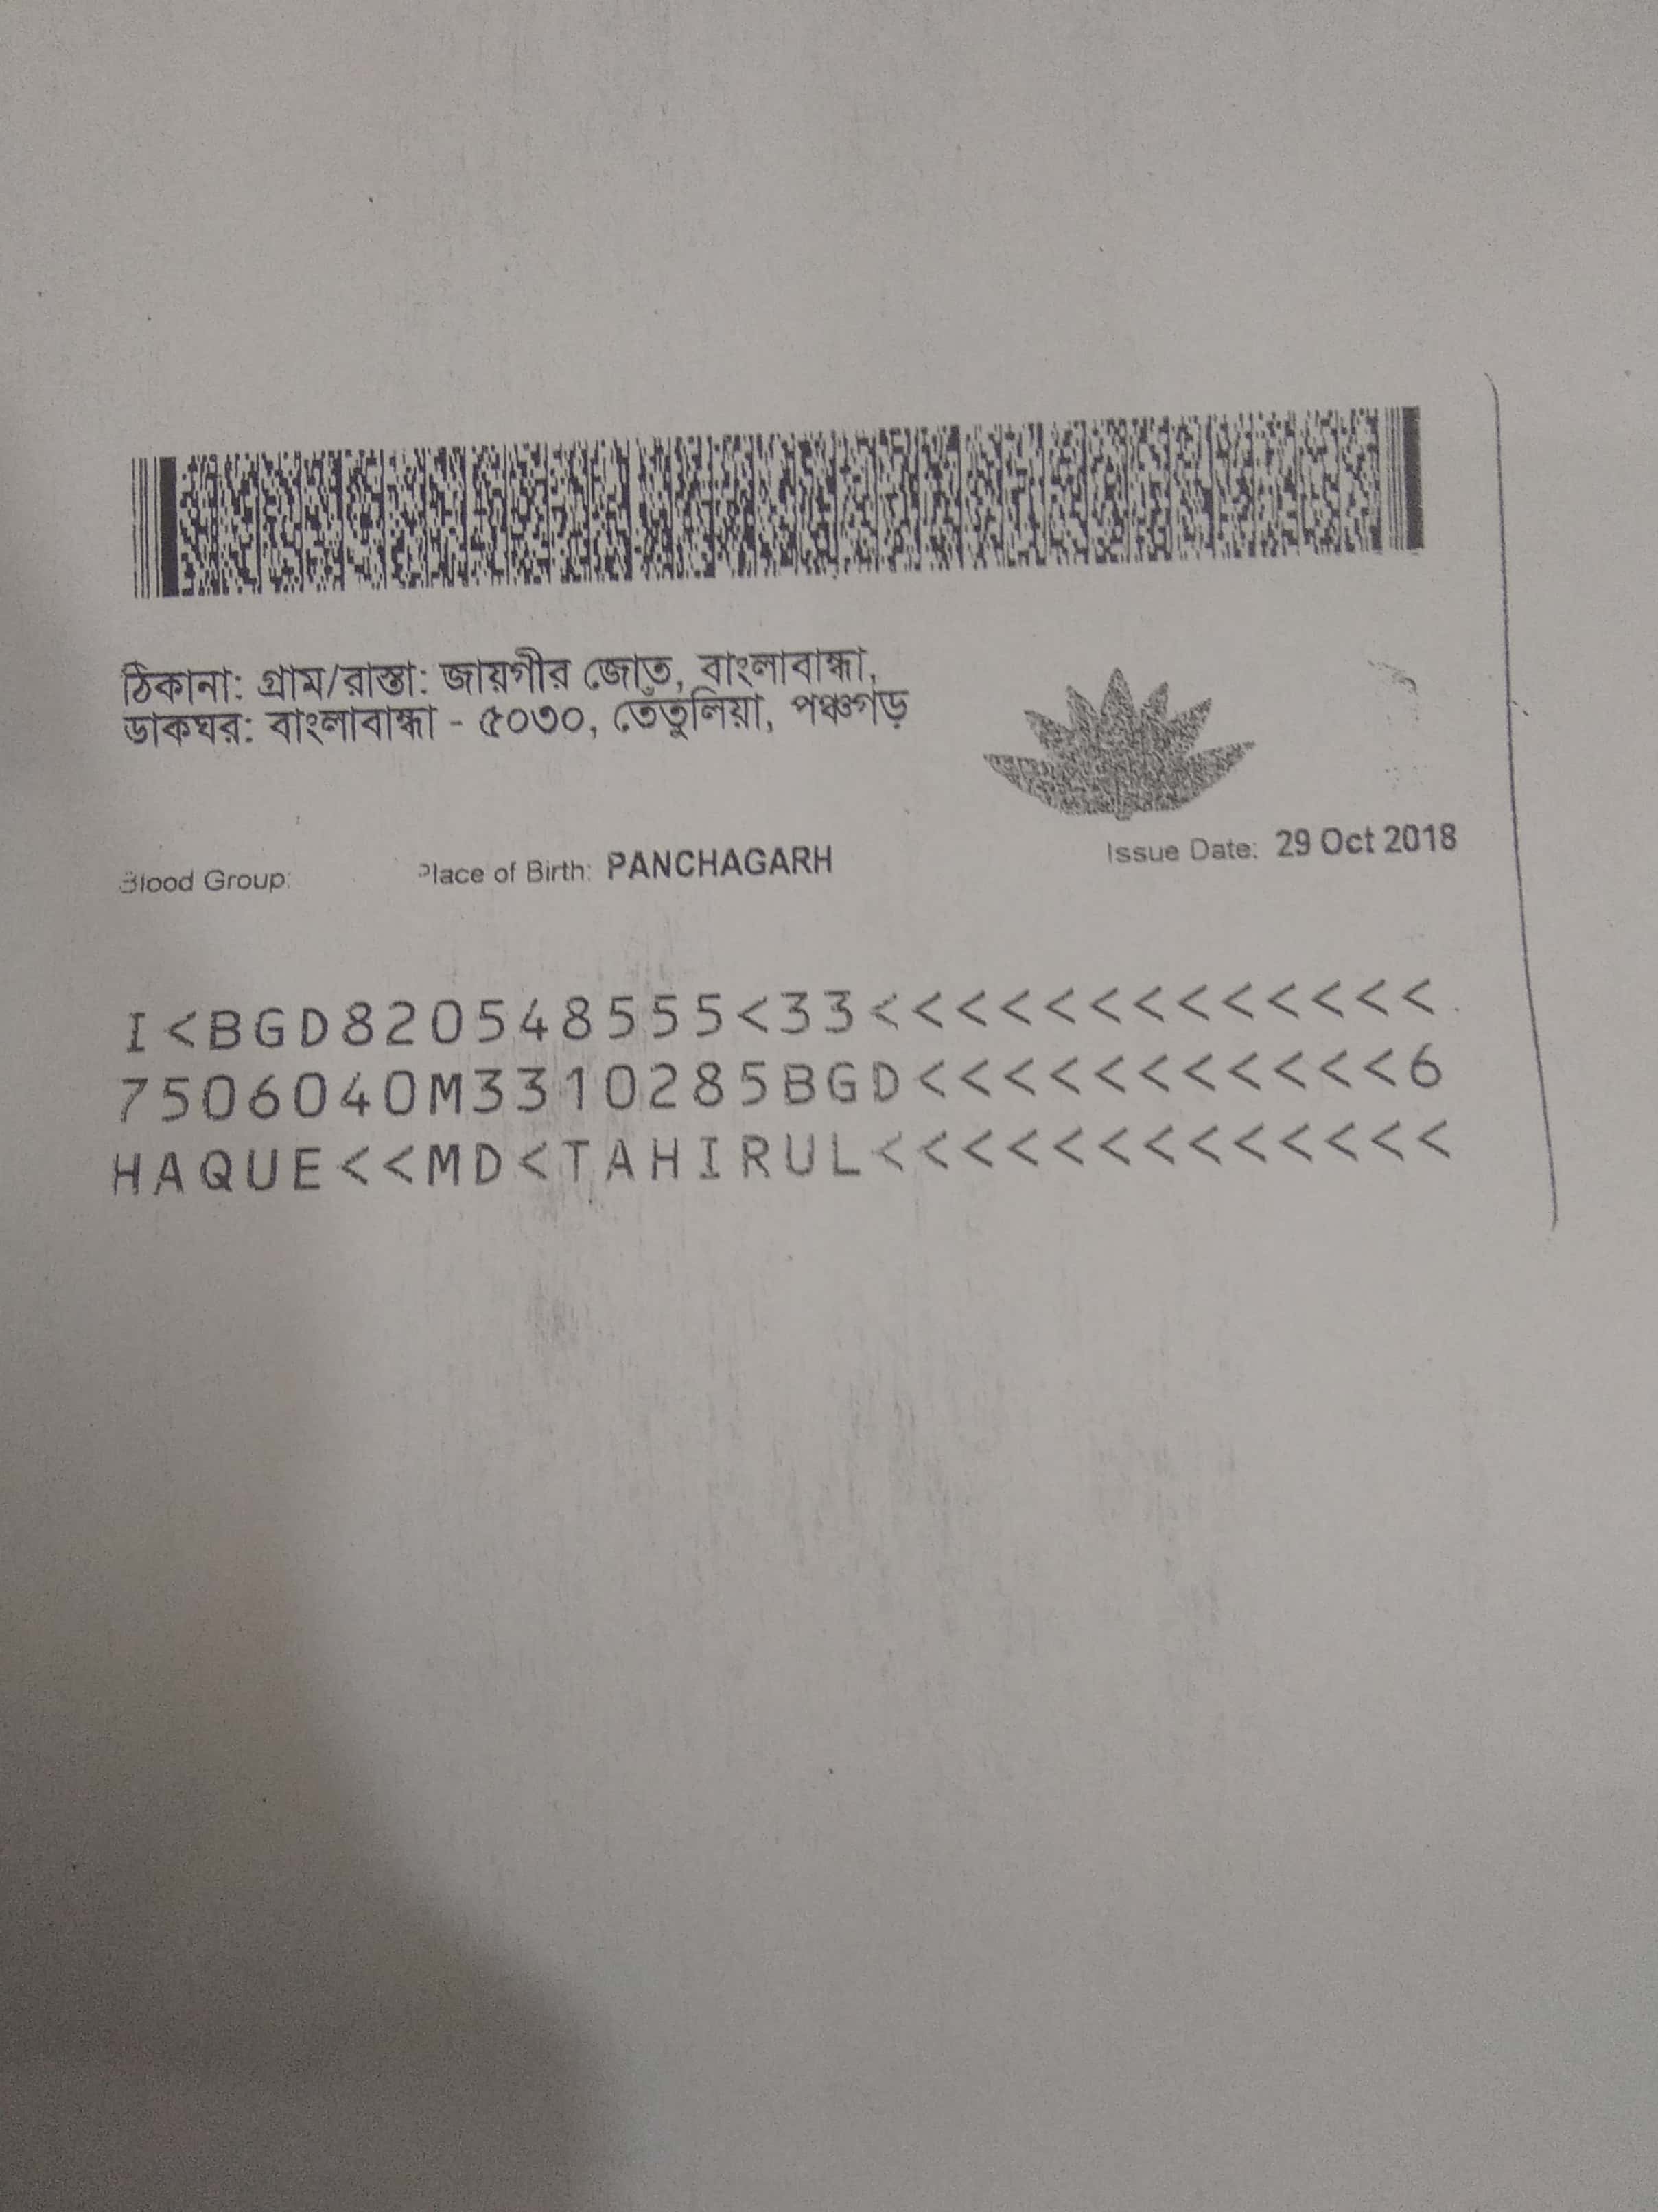 ঠিকানা: গ্রাম/রাস্তা: জায়গীর জোত, বাংলাবান্ধা,
ডাকঘর: বাংলাবান্ধা - ৫০৩০, তেঁতুলিয়া, পঞ্চগড়
Blood Group: Place of Birth: PANCHAGARH Issue Date: 29 Oct 2018
I<BGD820548555<33<<<<<<<<<<<<<
7506040M3310285BGD<<<<<<<<<<<6
HAQUE<<MD<TAHIRUL<<<<<<<<<<<<<